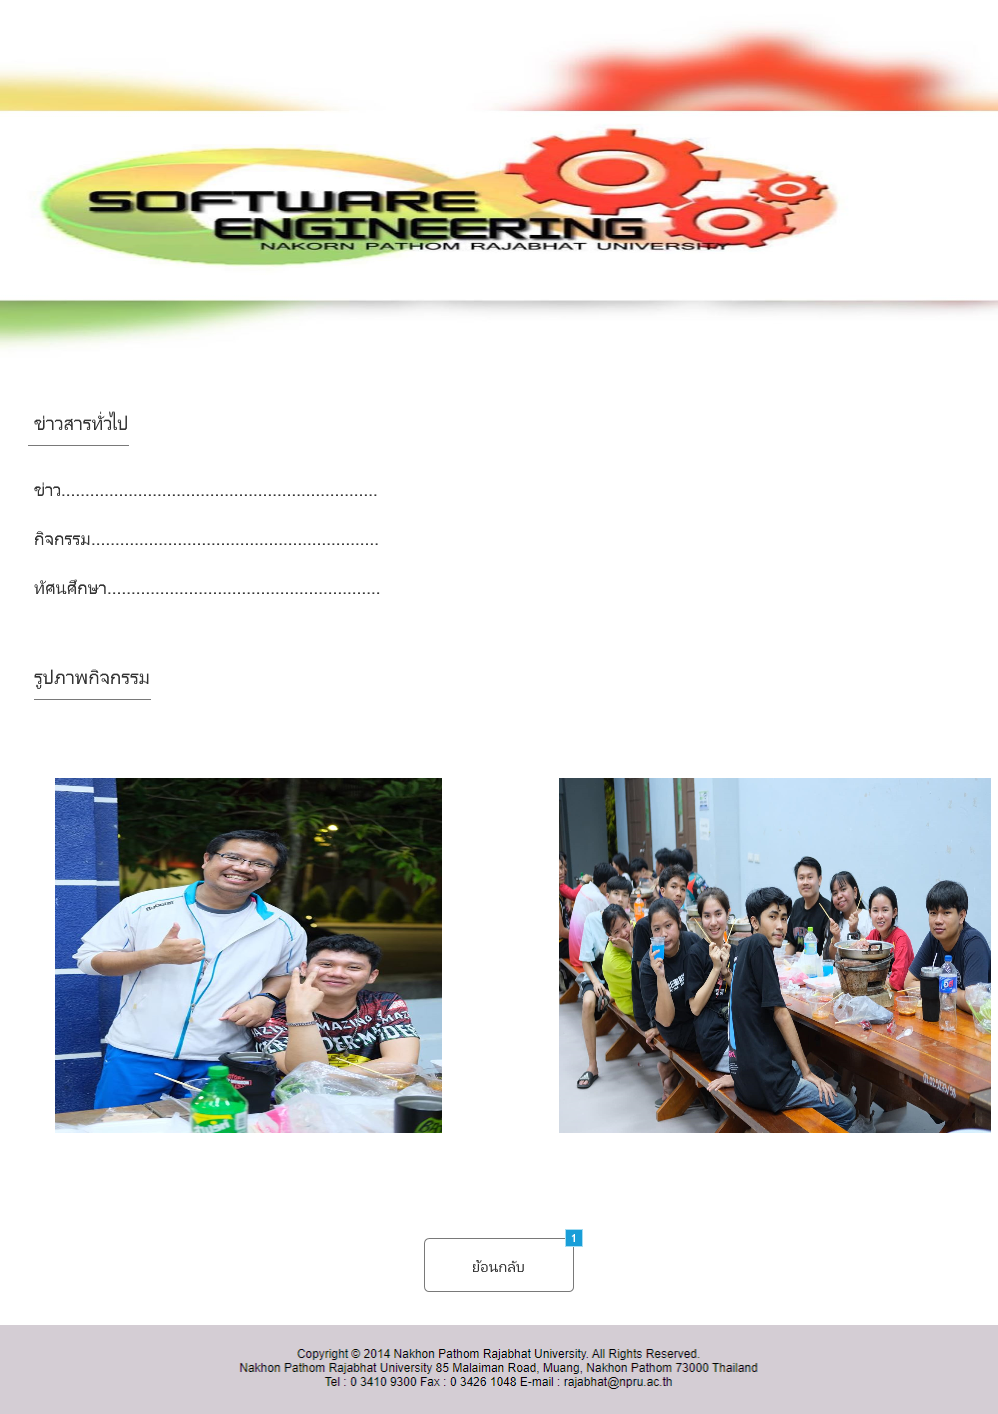 SOFTWARE
ENGINEERING
NAKORN PATHOM RAJABHAT UNIVERSITY
ข่าวสารทั่วไป
ข่าว..................................................................
กิจกรรม............................................................
ทัศนศึกษา.........................................................
รูปภาพกิจกรรม
AMAZING
1
ย้อนกลับ
Copyright © 2014 Nakhon Pathom Rajabhat University. All Rights Reserved.
Nakhon Pathom Rajabhat University 85 Malaiman Road, Muang, Nakhon Pathom 73000 Thailand
Tel : 0 3410 9300 Fax : 0 3426 1048 E-mail : rajabhat@npru.ac.th